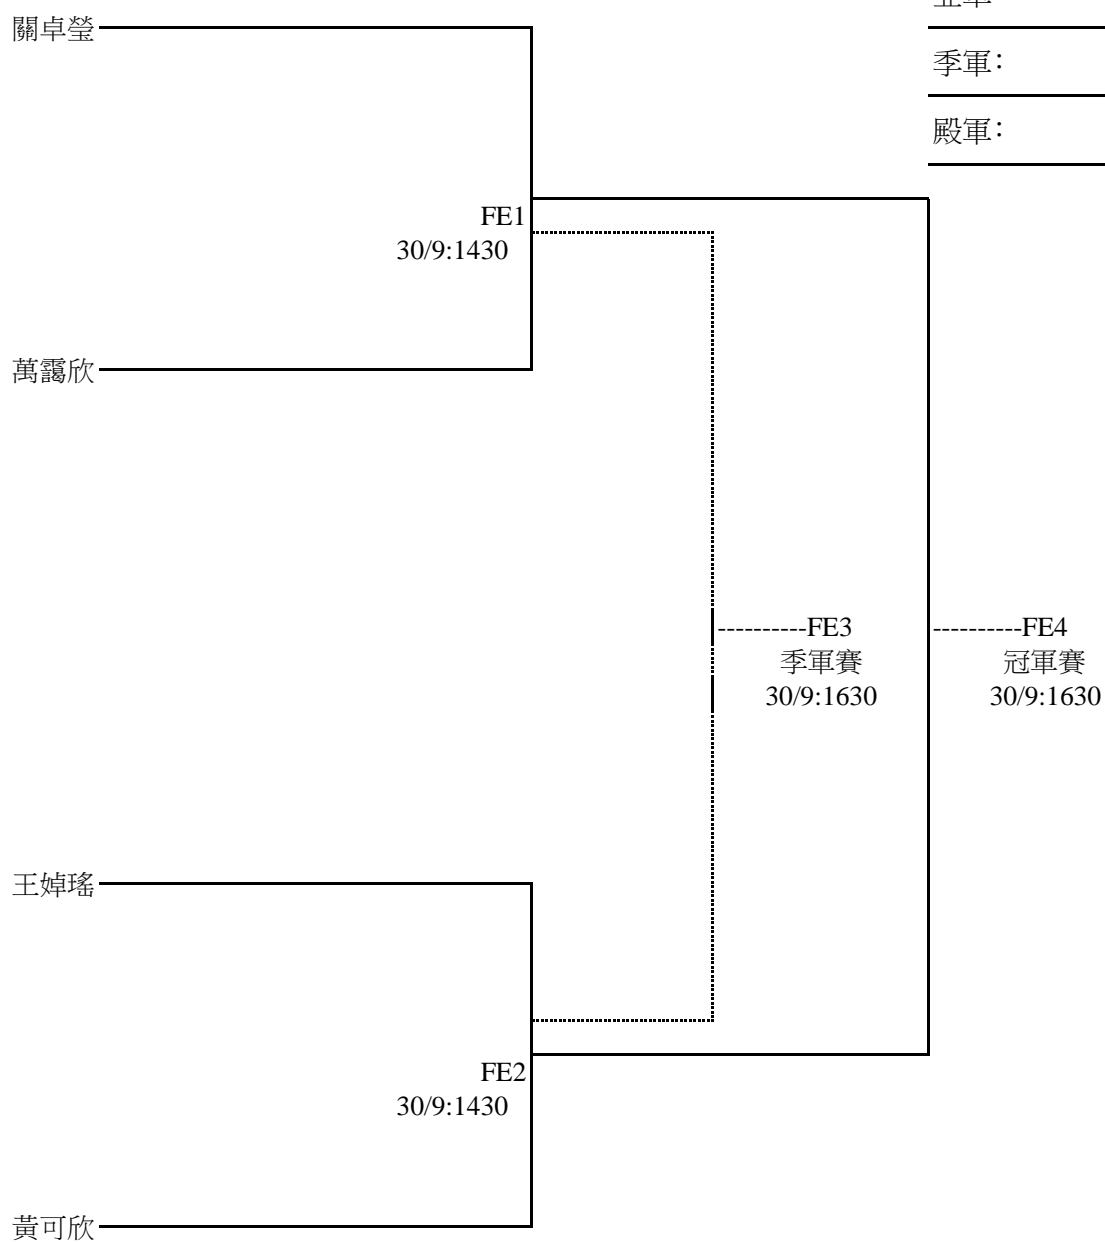 關卓瑩
季軍：
殿軍：
FE1
30/9:1430
萬靄欣
----------FE3
季軍賽
30/9:1630
----------FE4
冠軍賽
30/9:1630
王婥瑤
FE2
30/9:1430
黃可欣